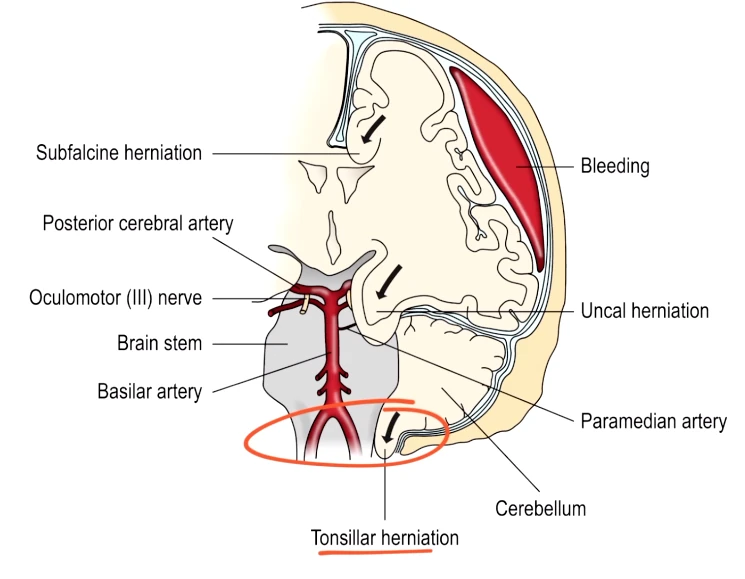 Subfalcine herniation
Bleeding
Posterior cerebral artery
Oculomotor (III) nerve
Uncal herniation
Brain stem
Basilar artery
Paramedian artery
Cerebellum
Tonsillar herniation